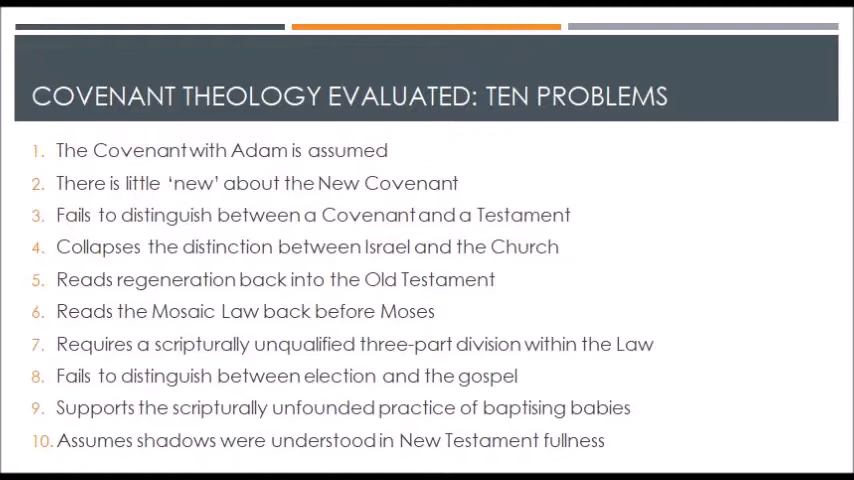 COVENANT THEOLOGY EVALUATED: TEN PROBLEMS
1. The Covenant with Adam is assumed
2. There is little ‘new’ about the New Covenant
3. Fails to distinguish between a Covenant and a Testament
4. Collapses the distinction between Israel and the Church
5. Reads regeneration back into the Old Testament
6. Reads the Mosaic Law back before Moses
7. Requires a scripturally unqualified three-part division within the Law
8. Fails to distinguish between election and the gospel
9. Supports the scripturally unfounded practice of baptising babies
10. Assumes shadows were understood in New Testament fullness